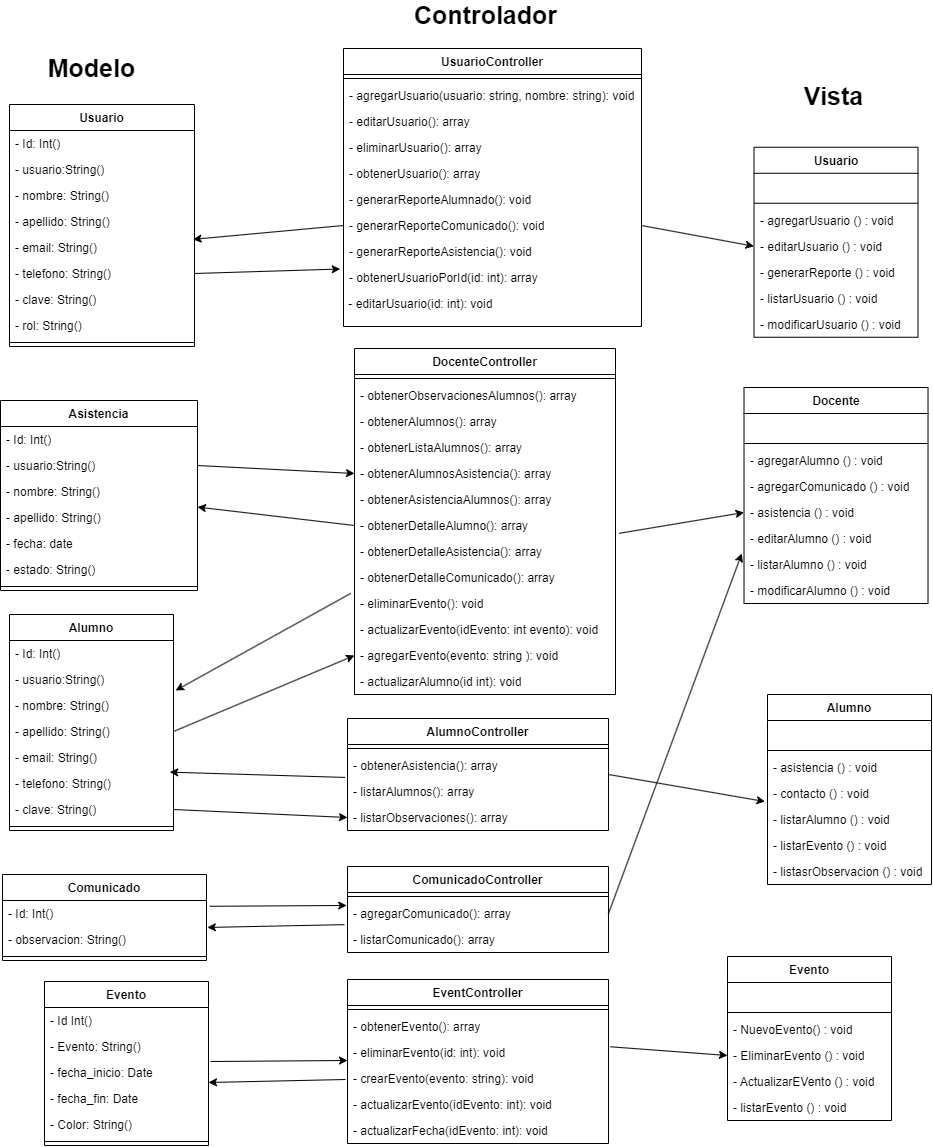 Controlador
Modelo
Vista
Usuario
- Id: Int()
- usuario:String()
- nombre: String()
- apellido: String()
- email: String()
- telefono: String()
- clave: String()
- rol: String()
Asistencia
- Id: Int()
- usuario:String()
- nombre: String()
- apellido: String()
- fecha: date
- estado: String()
Alumno
- Id: Int()
- usuario:String()
- nombre: String()
- apellido: String()
- email: String()
- telefono: String()
- clave: String()
Comunicado
- Id: Int()
- observacion: String()
Evento
- Id Int()
- Evento: String()
- fecha_inicio: Date
- fecha_fin: Date
- Color: String()
UsuarioController
- agregarUsuario(usuario: string, nombre: string): void
- editarUsuario(): array
- eliminarUsuario(): array
- obtenerUsuario(): array
- generarReporteAlumnado(): void
- generarReporteComunicado(): void
- generarReporteAsistencia(): void
- obtenerUsuarioPorId(id: int): array
- editarUsuario(id: int): void
DocenteController
- obtenerObservacionesAlumnos(): array
- obtenerAlumnos(): array
- obtenerListaAlumnos(): array
- obtenerAlumnosAsistencia(): array
- obtenerAsistenciaAlumnos(): array
- obtenerDetalleAlumno(): array
- obtenerDetalleAsistencia(): array
- obtenerDetalleComunicado(): array
- eliminarEvento(): void
- actualizarEvento(idEvento: int evento): void
- agregarEvento(evento: string ): void
- actualizarAlumno(id int): void
AlumnoController
- obtenerAsistencia(): array
- listarAlumnos(): array
- listarObservaciones(): array
ComunicadoController
- agregarComunicado(): array
- listarComunicado(): array
EventController
- obtenerEvento(): array
- eliminarEvento(id: int): void
- crearEvento(evento: string): void
- actualizarEvento(idEvento: int): void
- actualizarFecha(idEvento: int): void
Usuario
- agregarUsuario () : void
- editarUsuario () : void
- generarReporte () : void
- listarUsuario () : void
- modificarUsuario () : void
Docente
- agregarAlumno () : void
- agregarComunicado () : void
- asistencia () : void
- editarAlumno () : void
- listarAlumno () : void
- modificarAlumno () : void
Alumno
- asistencia () : void
- contacto () : void
- listarAlumno () : void
- listarEvento () : void
- listasrObservacion () : void
Evento
- NuevoEvento() : void
- EliminarEvento () : void
- ActualizarEVento () : void
- listarEvento () : void